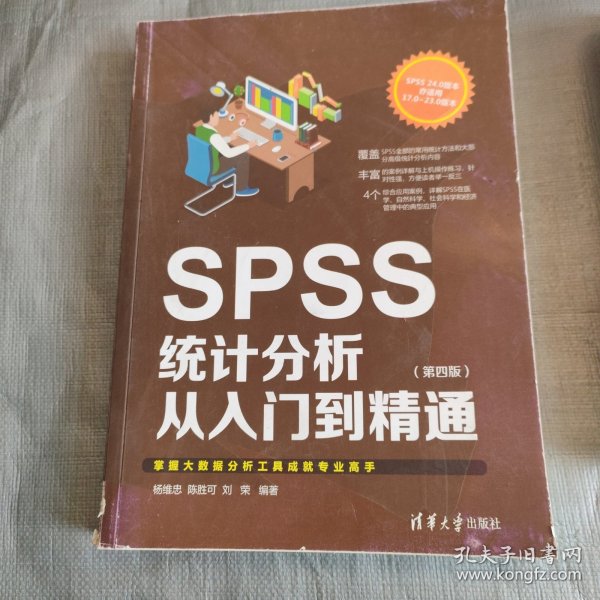 SPSS 24.0版本
亦适用
17.0~23.0版本
覆盖 SPSS全部的常用统计方法和大部
分高级统计分析内容
丰富 的案例详解与上机操作练习，针
对性强，方便读者举一反三
4个 综合应用案例，详解SPSS在医
学、自然科学、社会科学和经济
管理中的典型应用
SPSS
统计分析
（第四版）
从入门到精通
掌握大数据分析工具成就专业高手
杨维忠 陈胜可 刘 荣 编著
清华大学出版社
孔夫子旧书网
www.kongfz.com